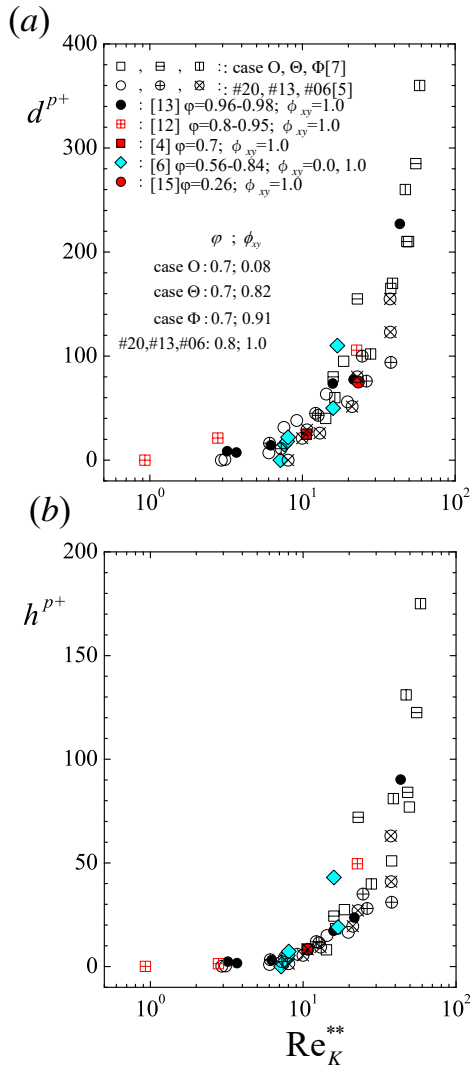 (a)
400
d^{p+}
□ , ⊟ , ◫ :: case O, Θ, Φ[7]
○ , ⊕ , ⊗ :: #20, #13, #06[5]
● : [13] φ=0.96-0.98; ϕ_{xy}=1.0
⊞ : [12] φ=0.8-0.95; ϕ_{xy}=1.0
■ : [4] φ=0.7; ϕ_{xy}=1.0
◆ : [6] φ=0.56-0.84; ϕ_{xy}=0.0, 1.0
● : [15]φ=0.26; ϕ_{xy}=1.0
300
φ ; ϕ_{xy}
case O : 0.7; 0.08
case Θ : 0.7; 0.82
case Φ : 0.7; 0.91
#20,#13,#06: 0.8; 1.0
200
100
0
10^0
10^1
10^2
(b)
200
h^{p+}
150
100
50
0
10^0
10^1
10^2
Re_K^{**}